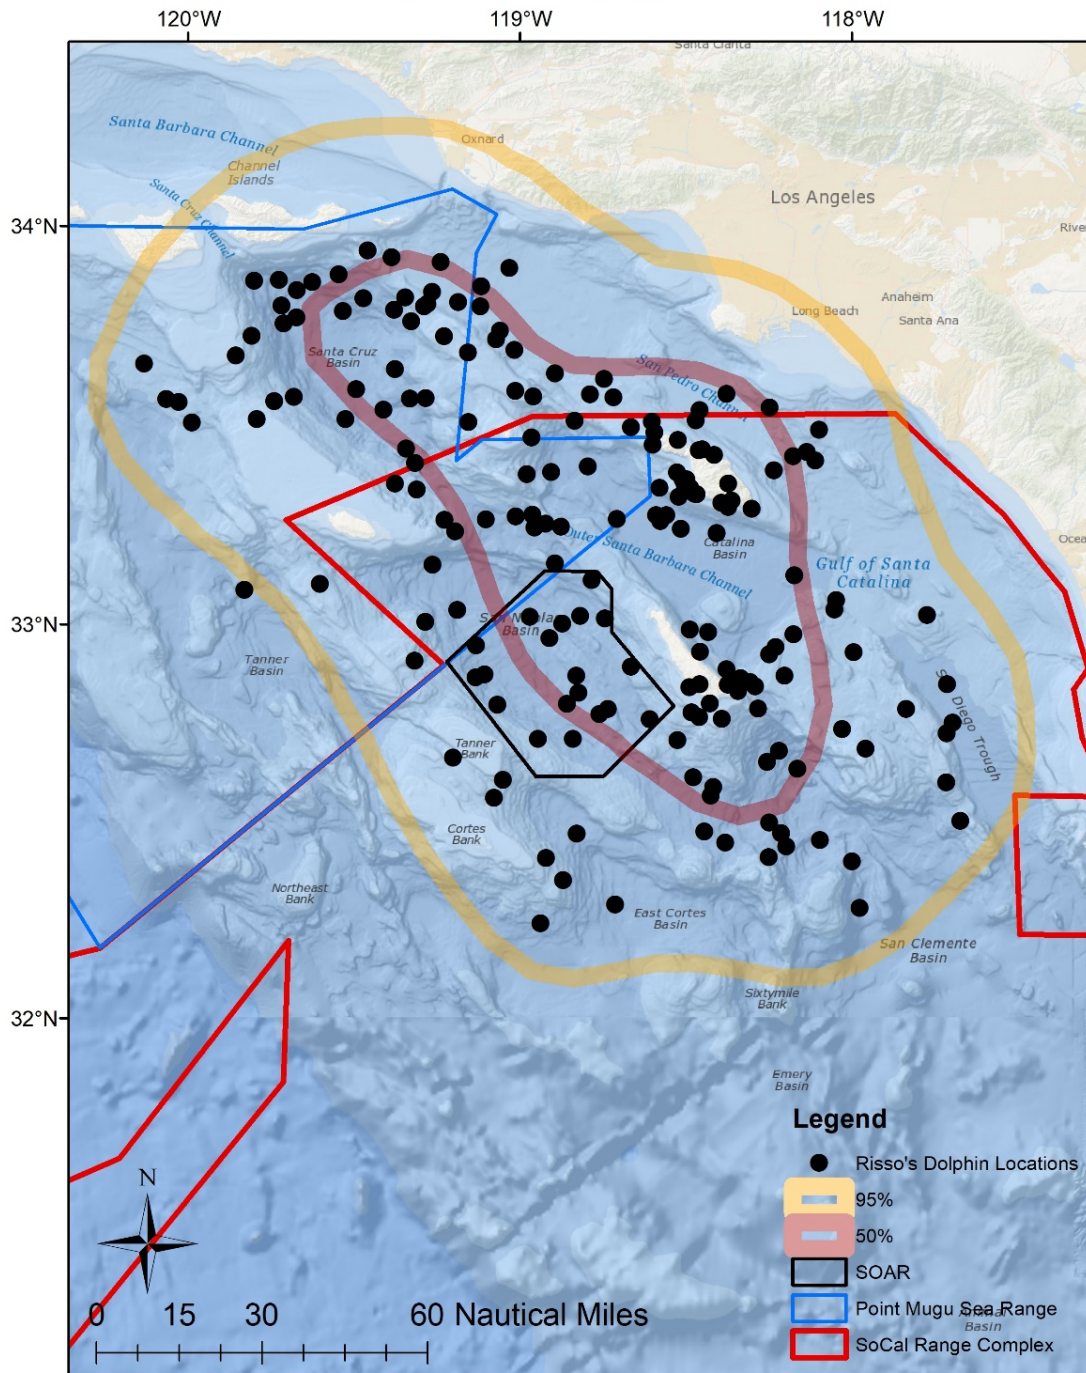 120°W
119°W
118°W
Santa Clarita
Santa Barbara Channel
Oxnard
Channel
Islands
Santa Cruz Channel
Los Angeles
34°N
Anaheim
Long Beach
Santa Ana
Santa Cruz
Basin
San Pedro Channel
Outer Santa Barbara Channel
Catalina
Basin
Gulf of Santa
Catalina
33°N
San Nicolas
Basin
Tanner
Basin
San Diego Trough
Tanner
Bank
Cortes
Bank
Northeast
Bank
East Cortes
Basin
San Clemente
Basin
Sixtymile
Bank
32°N
Emery
Basin
Legend
Risso's Dolphin Locations
95%
50%
SOAR
Point Mugu Sea Range
Basin
SoCal Range Complex
N
0 15 30 60 Nautical Miles